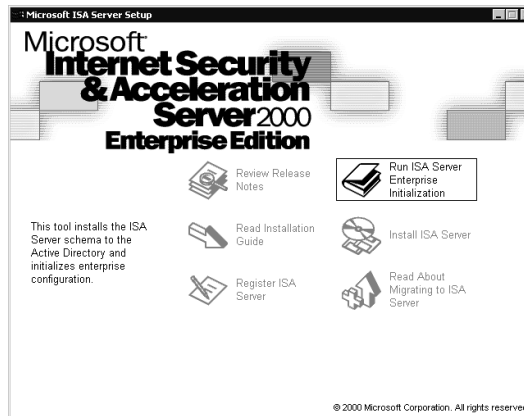 Microsoft ISA Server Setup
Microsoft
Internet Security
& Acceleration
Server 2000
Enterprise Edition
Review Release
Notes
Run ISA Server
Enterprise
Initialization
This tool installs the ISA
Server schema to the
Active Directory and
initializes enterprise
configuration.
Read Installation
Guide
Install ISA Server
Register ISA
Server
Read About
Migrating to ISA
Server
© 2000 Microsoft Corporation. All rights reserve